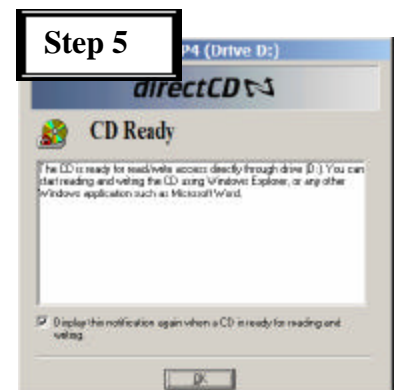 Step 5
P4 (Drive D:)
directCD
CD Ready
The CD is ready for read/write access directly through drive (D:). You can
start reading and writing the CD using Windows Explorer, or any other
Windows application such as Microsoft Word.
Display this notification again when a CD is ready for reading and
writing.
OK